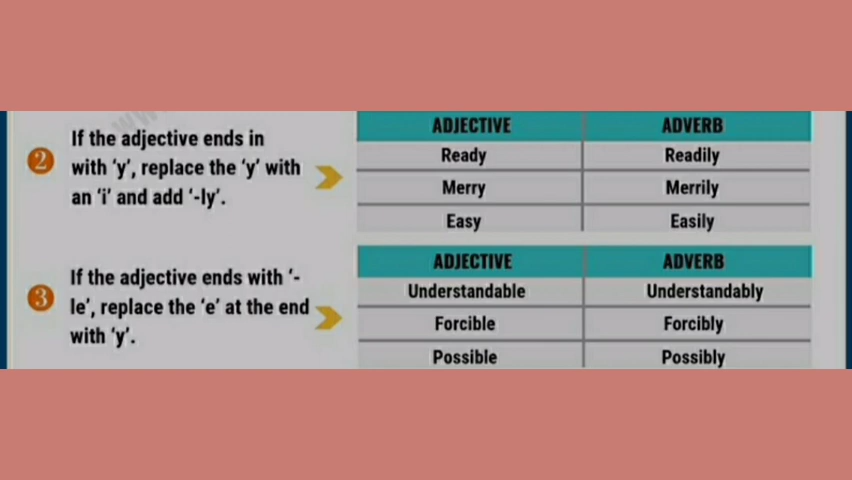 ADJECTIVE ADVERB
2 If the adjective ends in
with ‘y’, replace the ‘y’ with
an ‘i’ and add ‘-ly’.
Ready Readily
Merry Merrily
Easy Easily
ADJECTIVE ADVERB
3 If the adjective ends with ‘-
le’, replace the ‘e’ at the end
with ‘y’.
Understandable Understandably
Forcible Forcibly
Possible Possibly